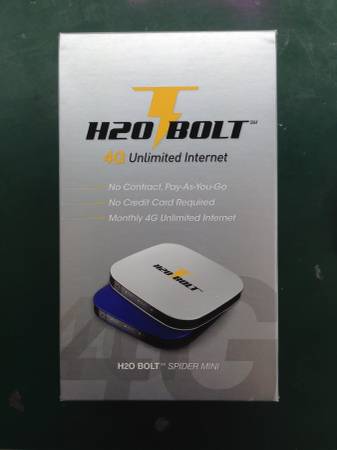 H2O BOLT℠
4G Unlimited Internet
No Contract, Pay-As-You-Go
No Credit Card Required
Monthly 4G Unlimited Internet
H2O BOLT
4G
H2O BOLT℠ SPIDER MINI